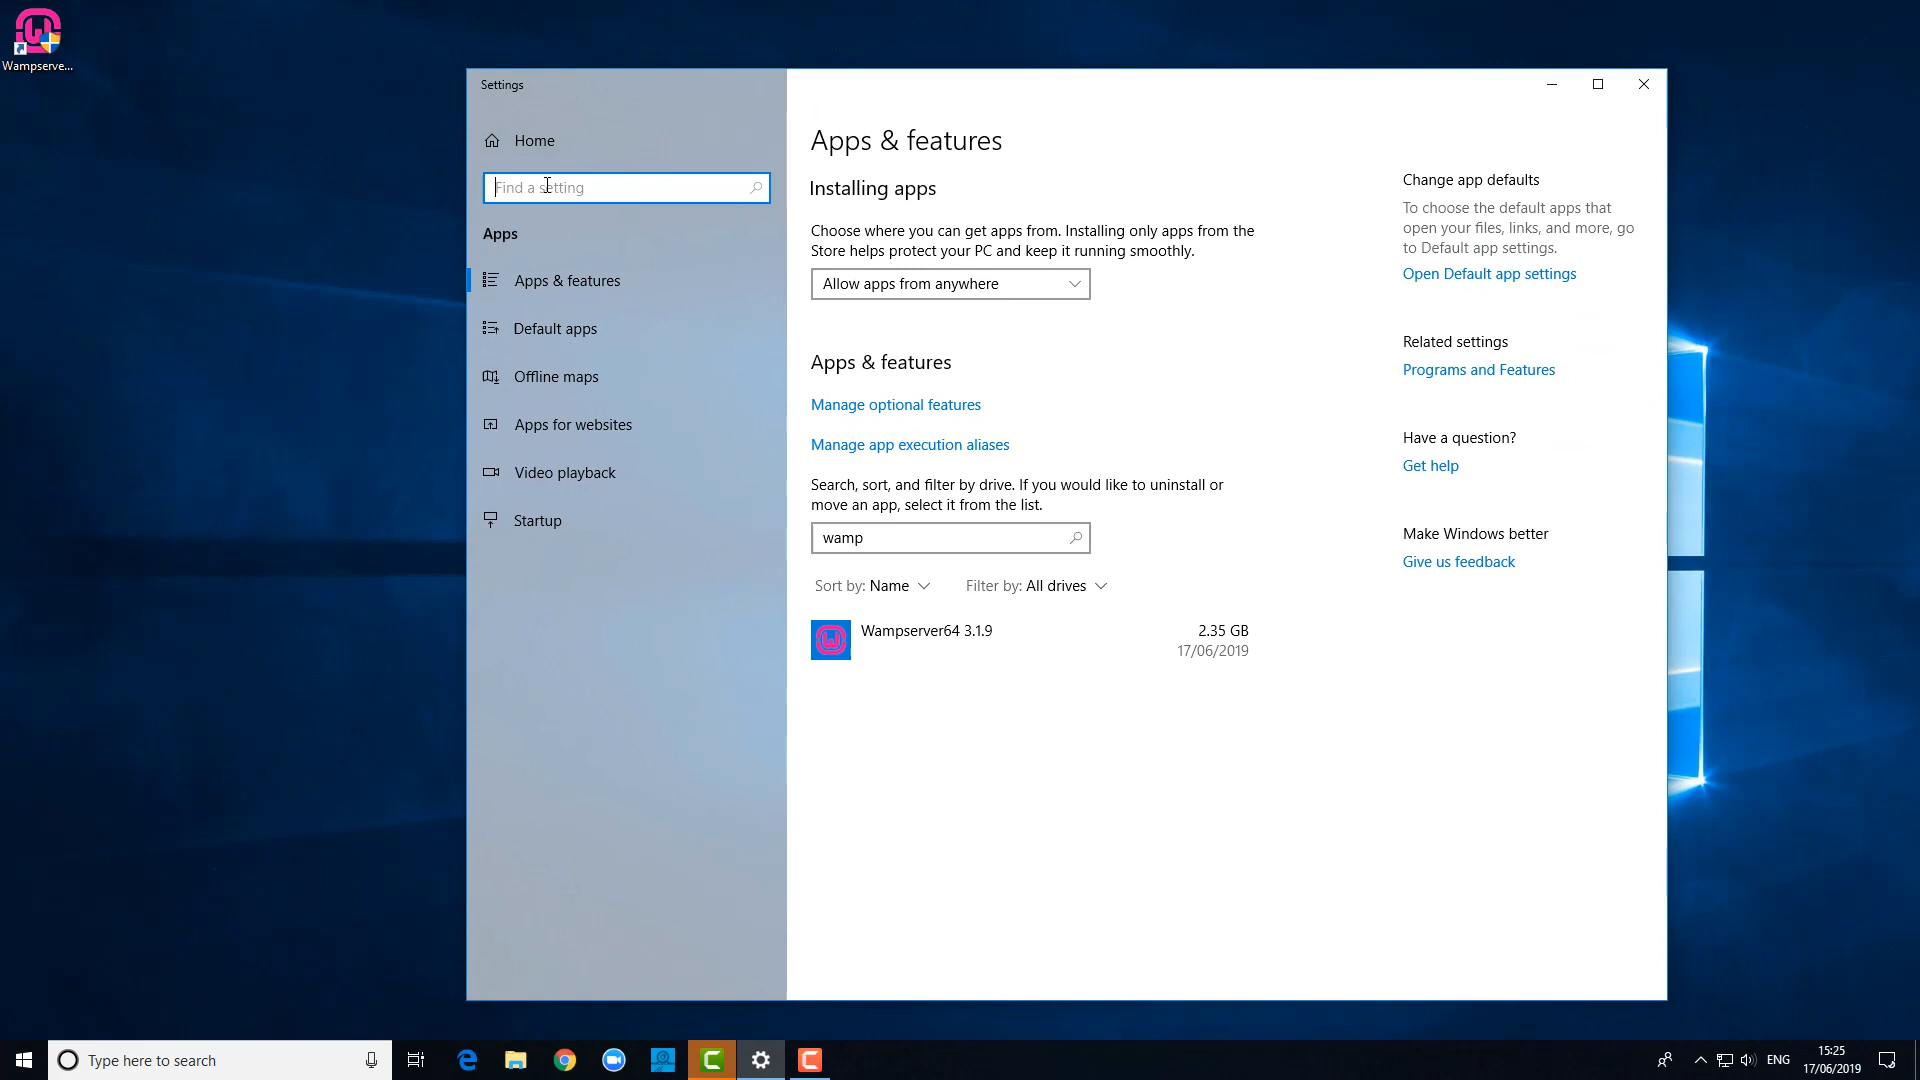 Wampserve...
Settings
Home
Find a setting
Apps
Apps & features
Default apps
Offline maps
Apps for websites
Video playback
Startup
Apps & features
Installing apps
Choose where you can get apps from. Installing only apps from the
Store helps protect your PC and keep it running smoothly.
Allow apps from anywhere
Apps & features
Manage optional features
Manage app execution aliases
Search, sort, and filter by drive. If you would like to uninstall or
move an app, select it from the list.
wamp
Sort by: Name
Filter by: All drives
Wampserver64 3.1.9
2.35 GB
17/06/2019
Change app defaults
To choose the default apps that
open your files, links, and more, go
to Default app settings.
Open Default app settings
Related settings
Programs and Features
Have a question?
Get help
Make Windows better
Give us feedback
Type here to search
ENG
15:25
17/06/2019